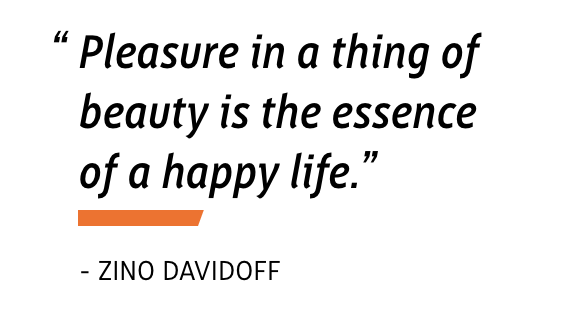 “ Pleasure in a thing of
beauty is the essence
of a happy life.”
- ZINO DAVIDOFF